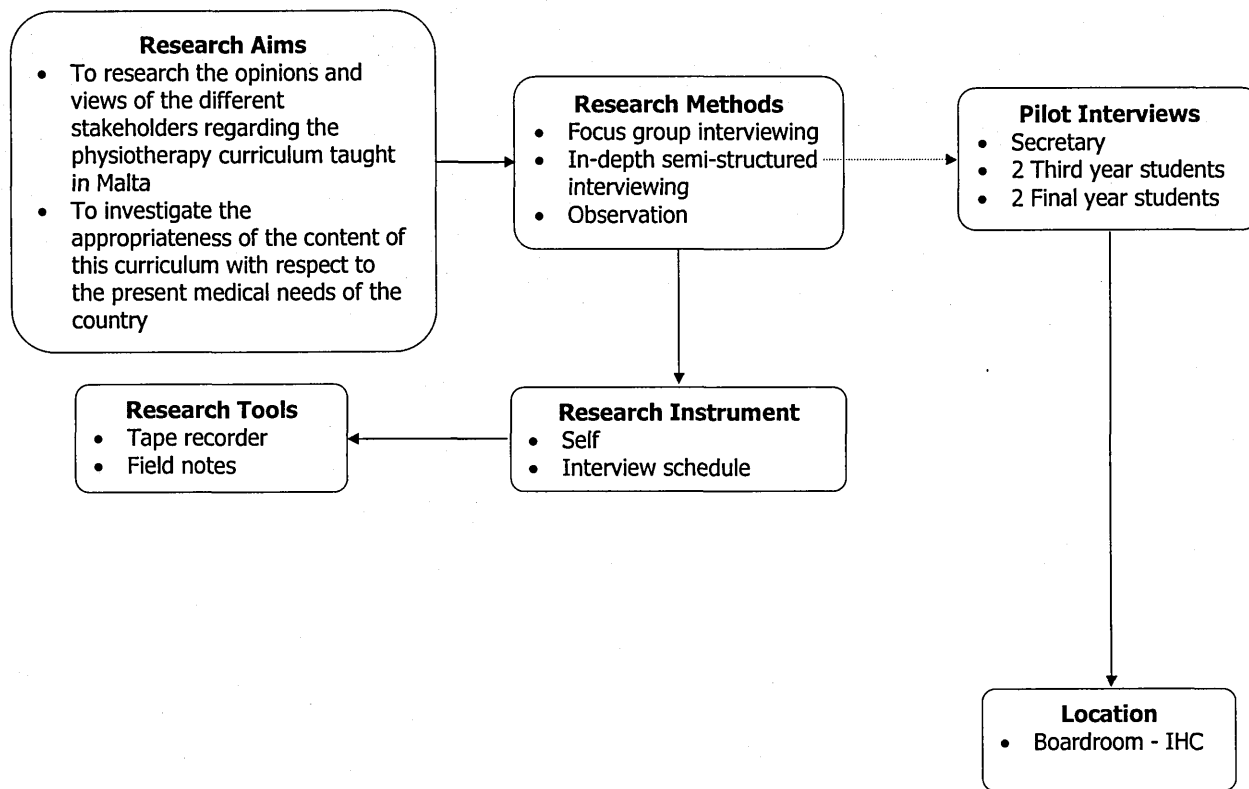 Research Aims
• To research the opinions and
views of the different
stakeholders regarding the
physiotherapy curriculum taught
in Malta
• To investigate the
appropriateness of the content of
this curriculum with respect to
the present medical needs of the
country
Research Methods
• Focus group interviewing
• In-depth semi-structured
interviewing
• Observation
Pilot Interviews
• Secretary
• 2 Third year students
• 2 Final year students
Research Tools
• Tape recorder
• Field notes
Research Instrument
• Self
• Interview schedule
Location
• Boardroom - IHC